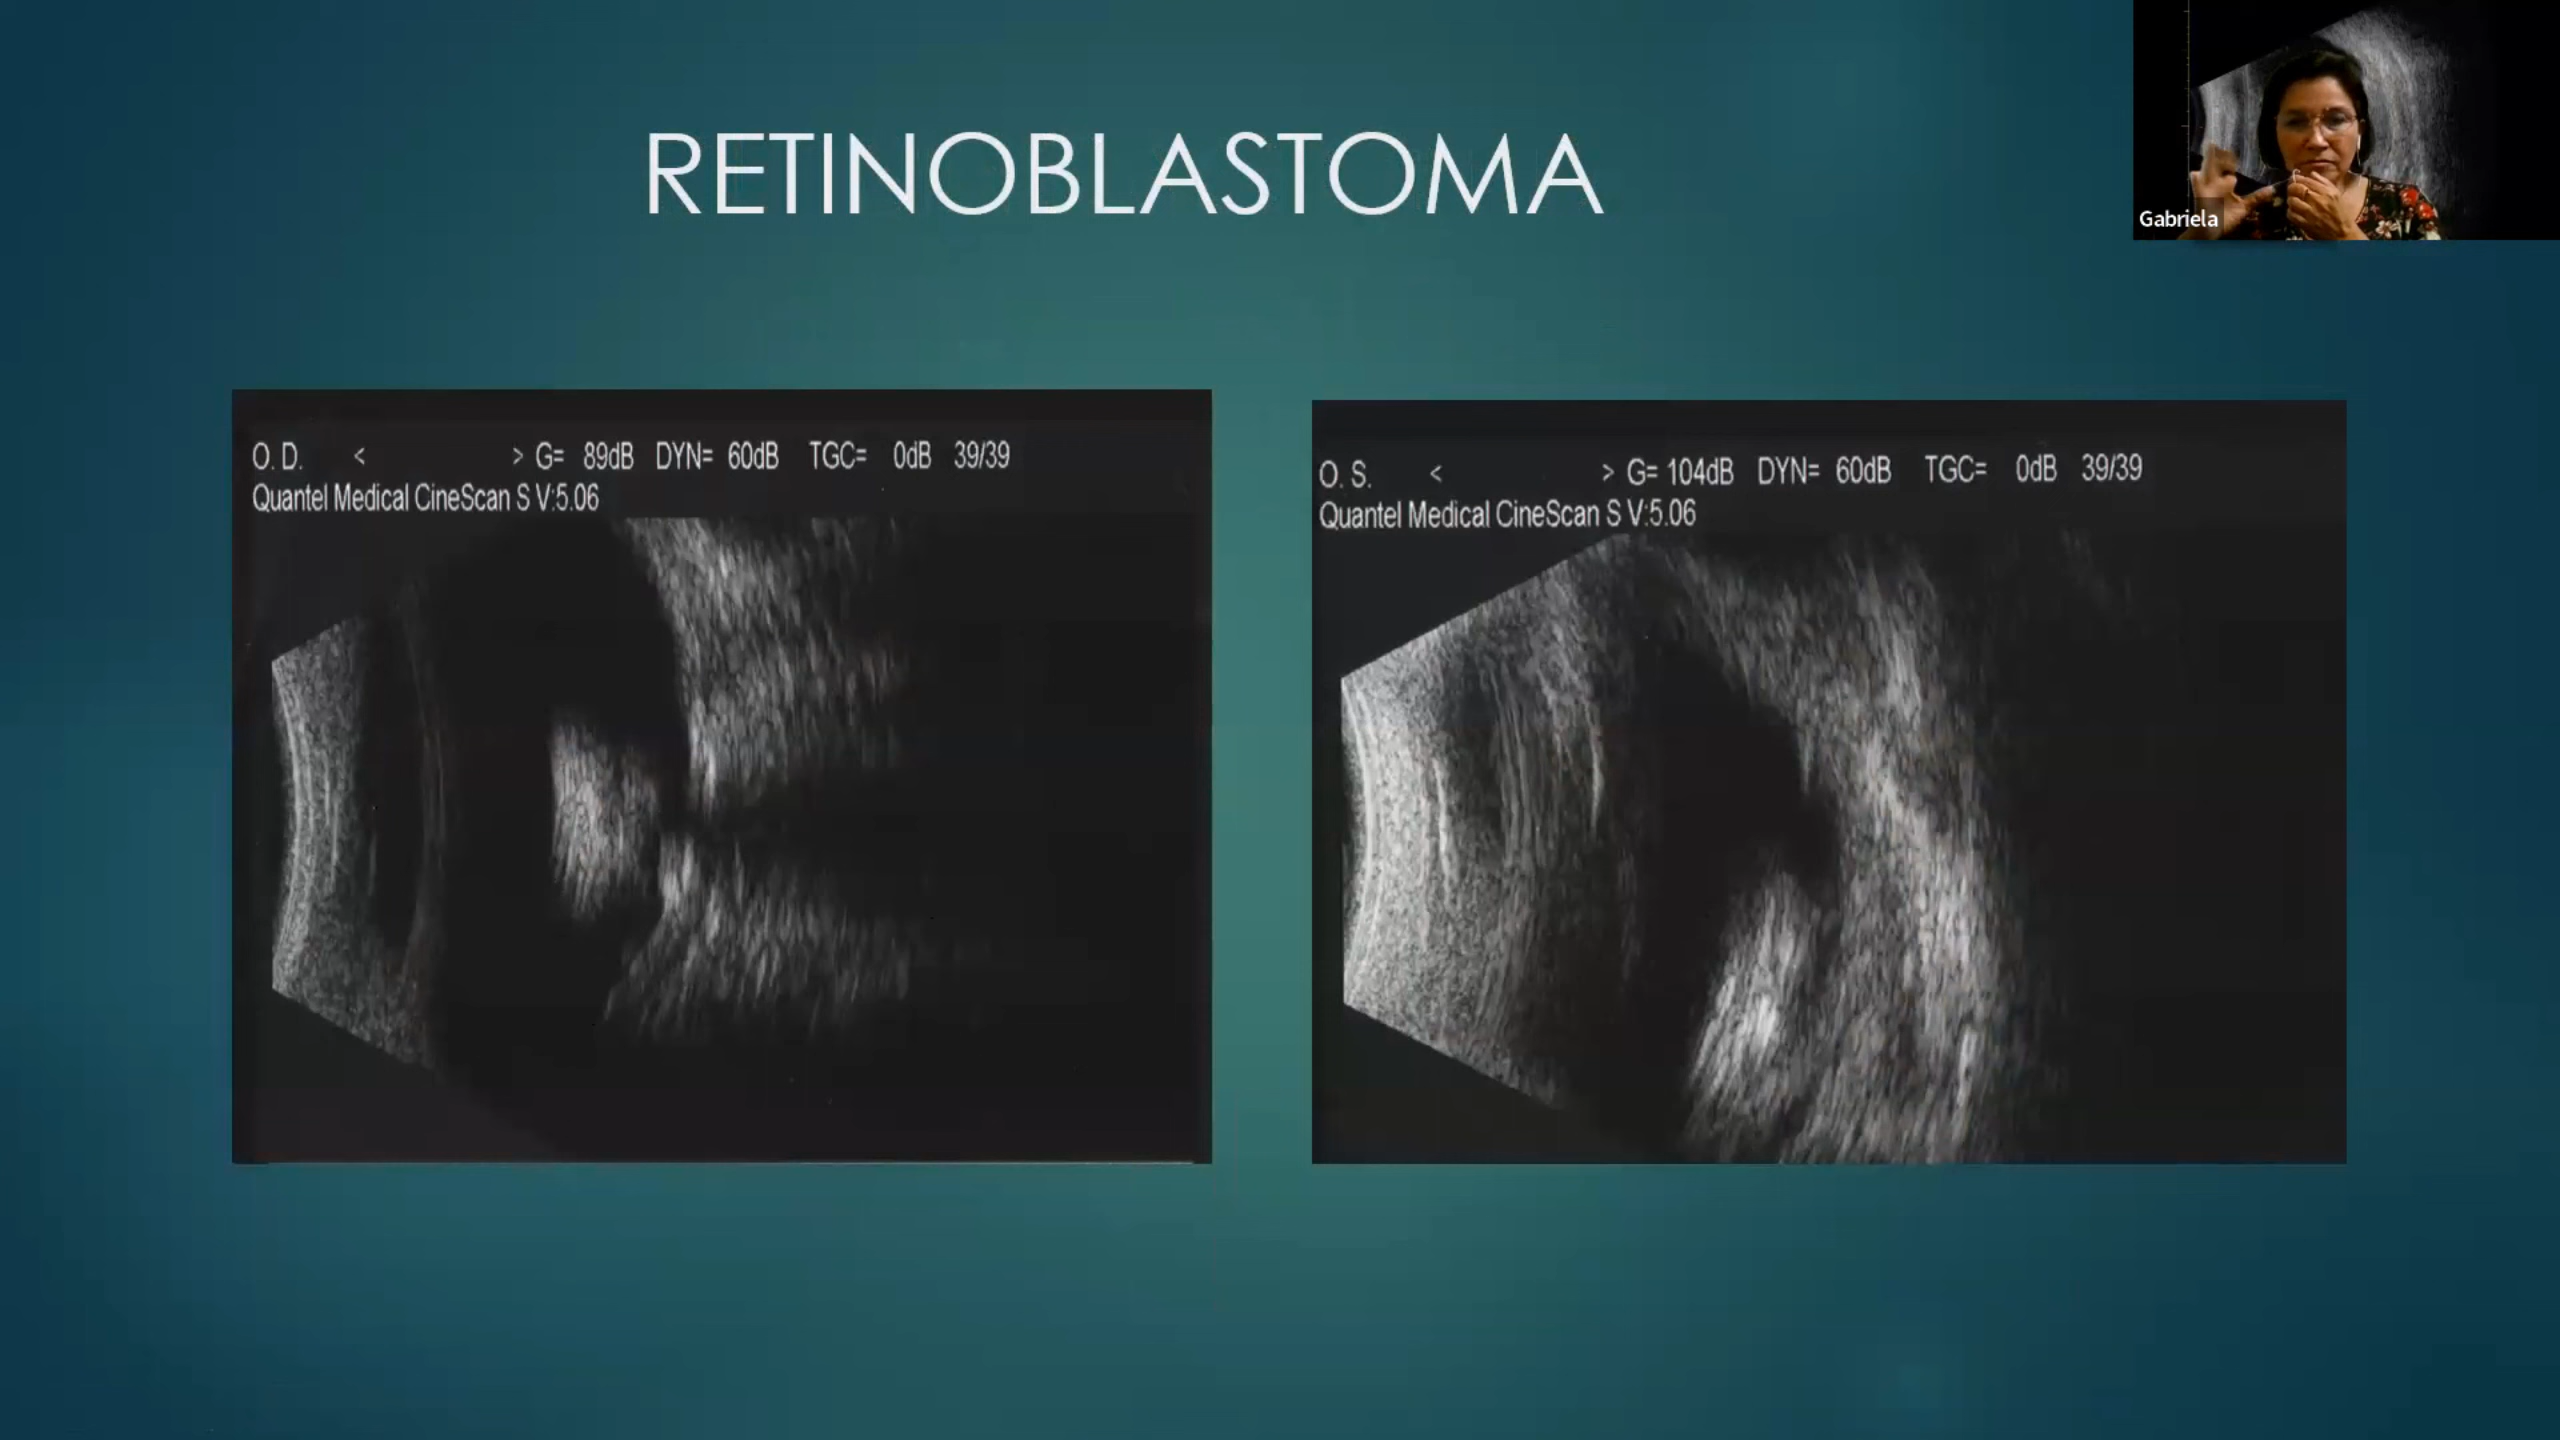 RETINOBLASTOMA
Gabriela
O. D. < > G= 89dB DYN= 60dB TGC= 0dB 39/39
Quantel Medical CineScan S V:5.06
O. S. < > G= 104dB DYN= 60dB TGC= 0dB 39/39
Quantel Medical CineScan S V:5.06